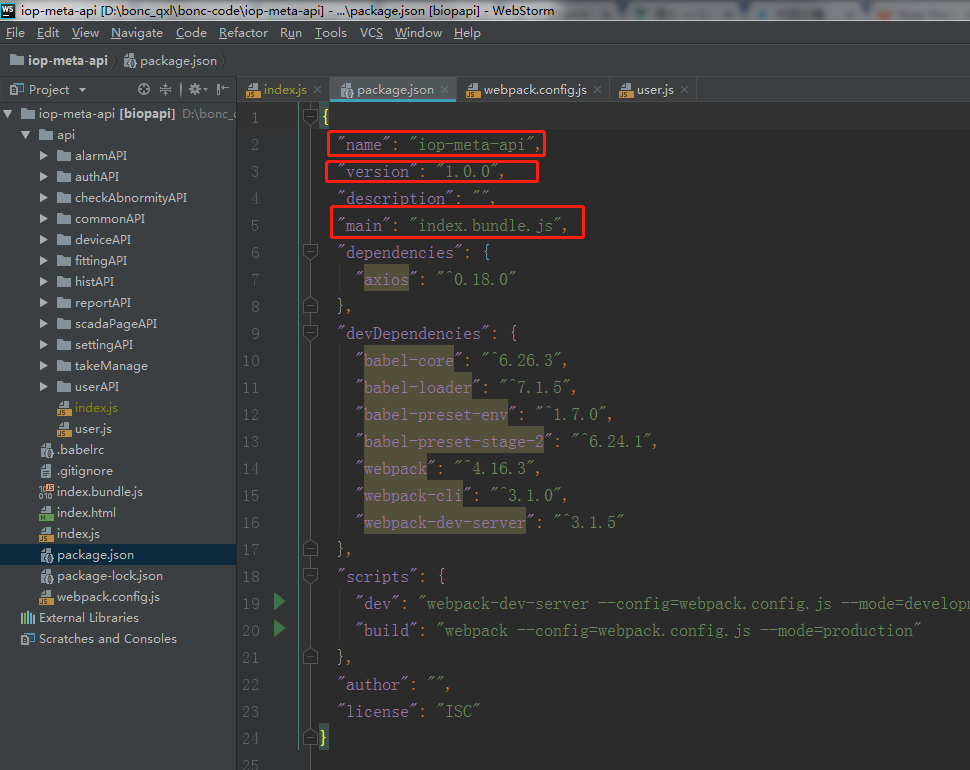 iop-meta-api [D:\bonc_qxl\bonc-code\iop-meta-api] - ...\package.json [biopapi] - WebStorm
File Edit View Navigate Code Refactor Run Tools VCS Window Help
iop-meta-api package.json
Project
index.js package.json webpack.config.js user.js
iop-meta-api [biopapi] D:\bonc_
api
alarmAPI
authAPI
checkAbnormityAPI
commonAPI
deviceAPI
fittingAPI
histAPI
reportAPI
scadaPageAPI
settingAPI
takeManage
userAPI
index.js
user.js
.babelrc
.gitignore
index.bundle.js
index.html
index.js
package.json
package-lock.json
webpack.config.js
External Libraries
Scratches and Consoles
1 {
2 "name": "iop-meta-api",
3 "version": "1.0.0",
4 "description": "",
5 "main": "index.bundle.js",
6 "dependencies": {
7 "axios": "^0.18.0"
8 },
9 "devDependencies": {
10 "babel-core": "^6.26.3",
11 "babel-loader": "^7.1.5",
12 "babel-preset-env": "^1.7.0",
13 "babel-preset-stage-2": "^6.24.1",
14 "webpack": "^4.16.3",
15 "webpack-cli": "^3.1.0",
16 "webpack-dev-server": "^3.1.5"
17 },
18 "scripts": {
19 "dev": "webpack-dev-server --config=webpack.config.js --mode=developm
20 "build": "webpack --config=webpack.config.js --mode=production"
21 },
22 "author": "",
23 "license": "ISC"
24 }
25